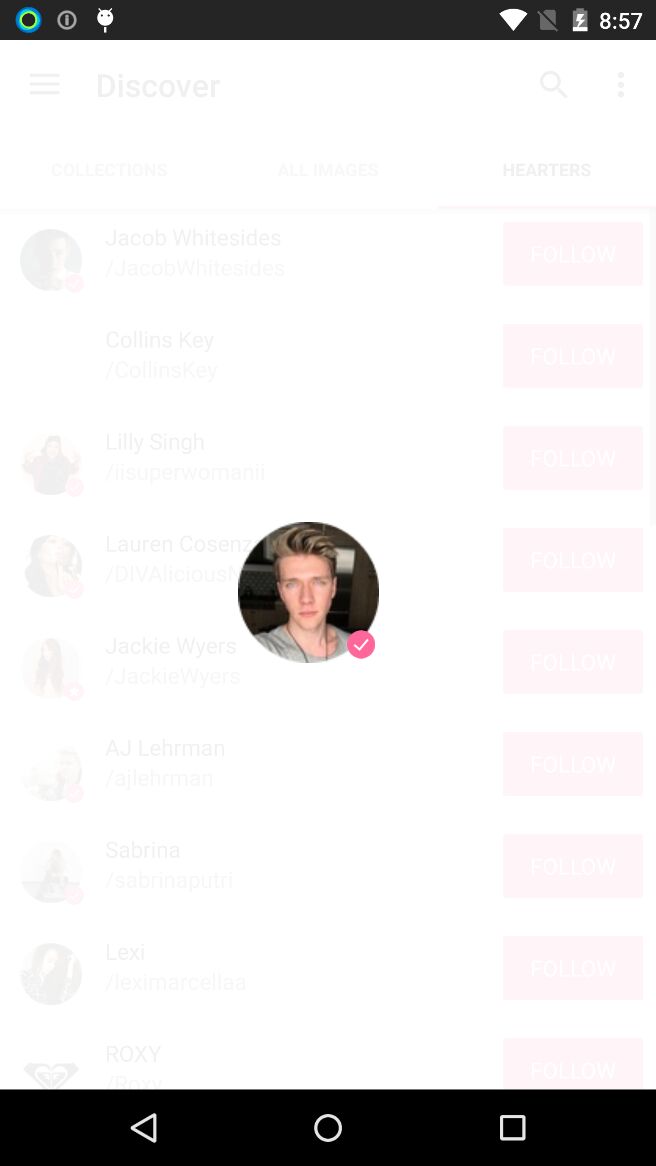 8:57
Discover
COLLECTIONS ALL IMAGES HEARTERS
Jacob Whitesides
/JacobWhitesides
FOLLOW
Collins Key
/CollinsKey
FOLLOW
Lilly Singh
/iisuperwomanii
FOLLOW
Lauren Cosenz
/DIVAliciousM
FOLLOW
Jackie Wyers
/JackieWyers
FOLLOW
AJ Lehrman
/ajlehrman
FOLLOW
Sabrina
/sabrinaputri
FOLLOW
Lexi
/leximarcellaa
FOLLOW
ROXY
/Roxy
FOLLOW